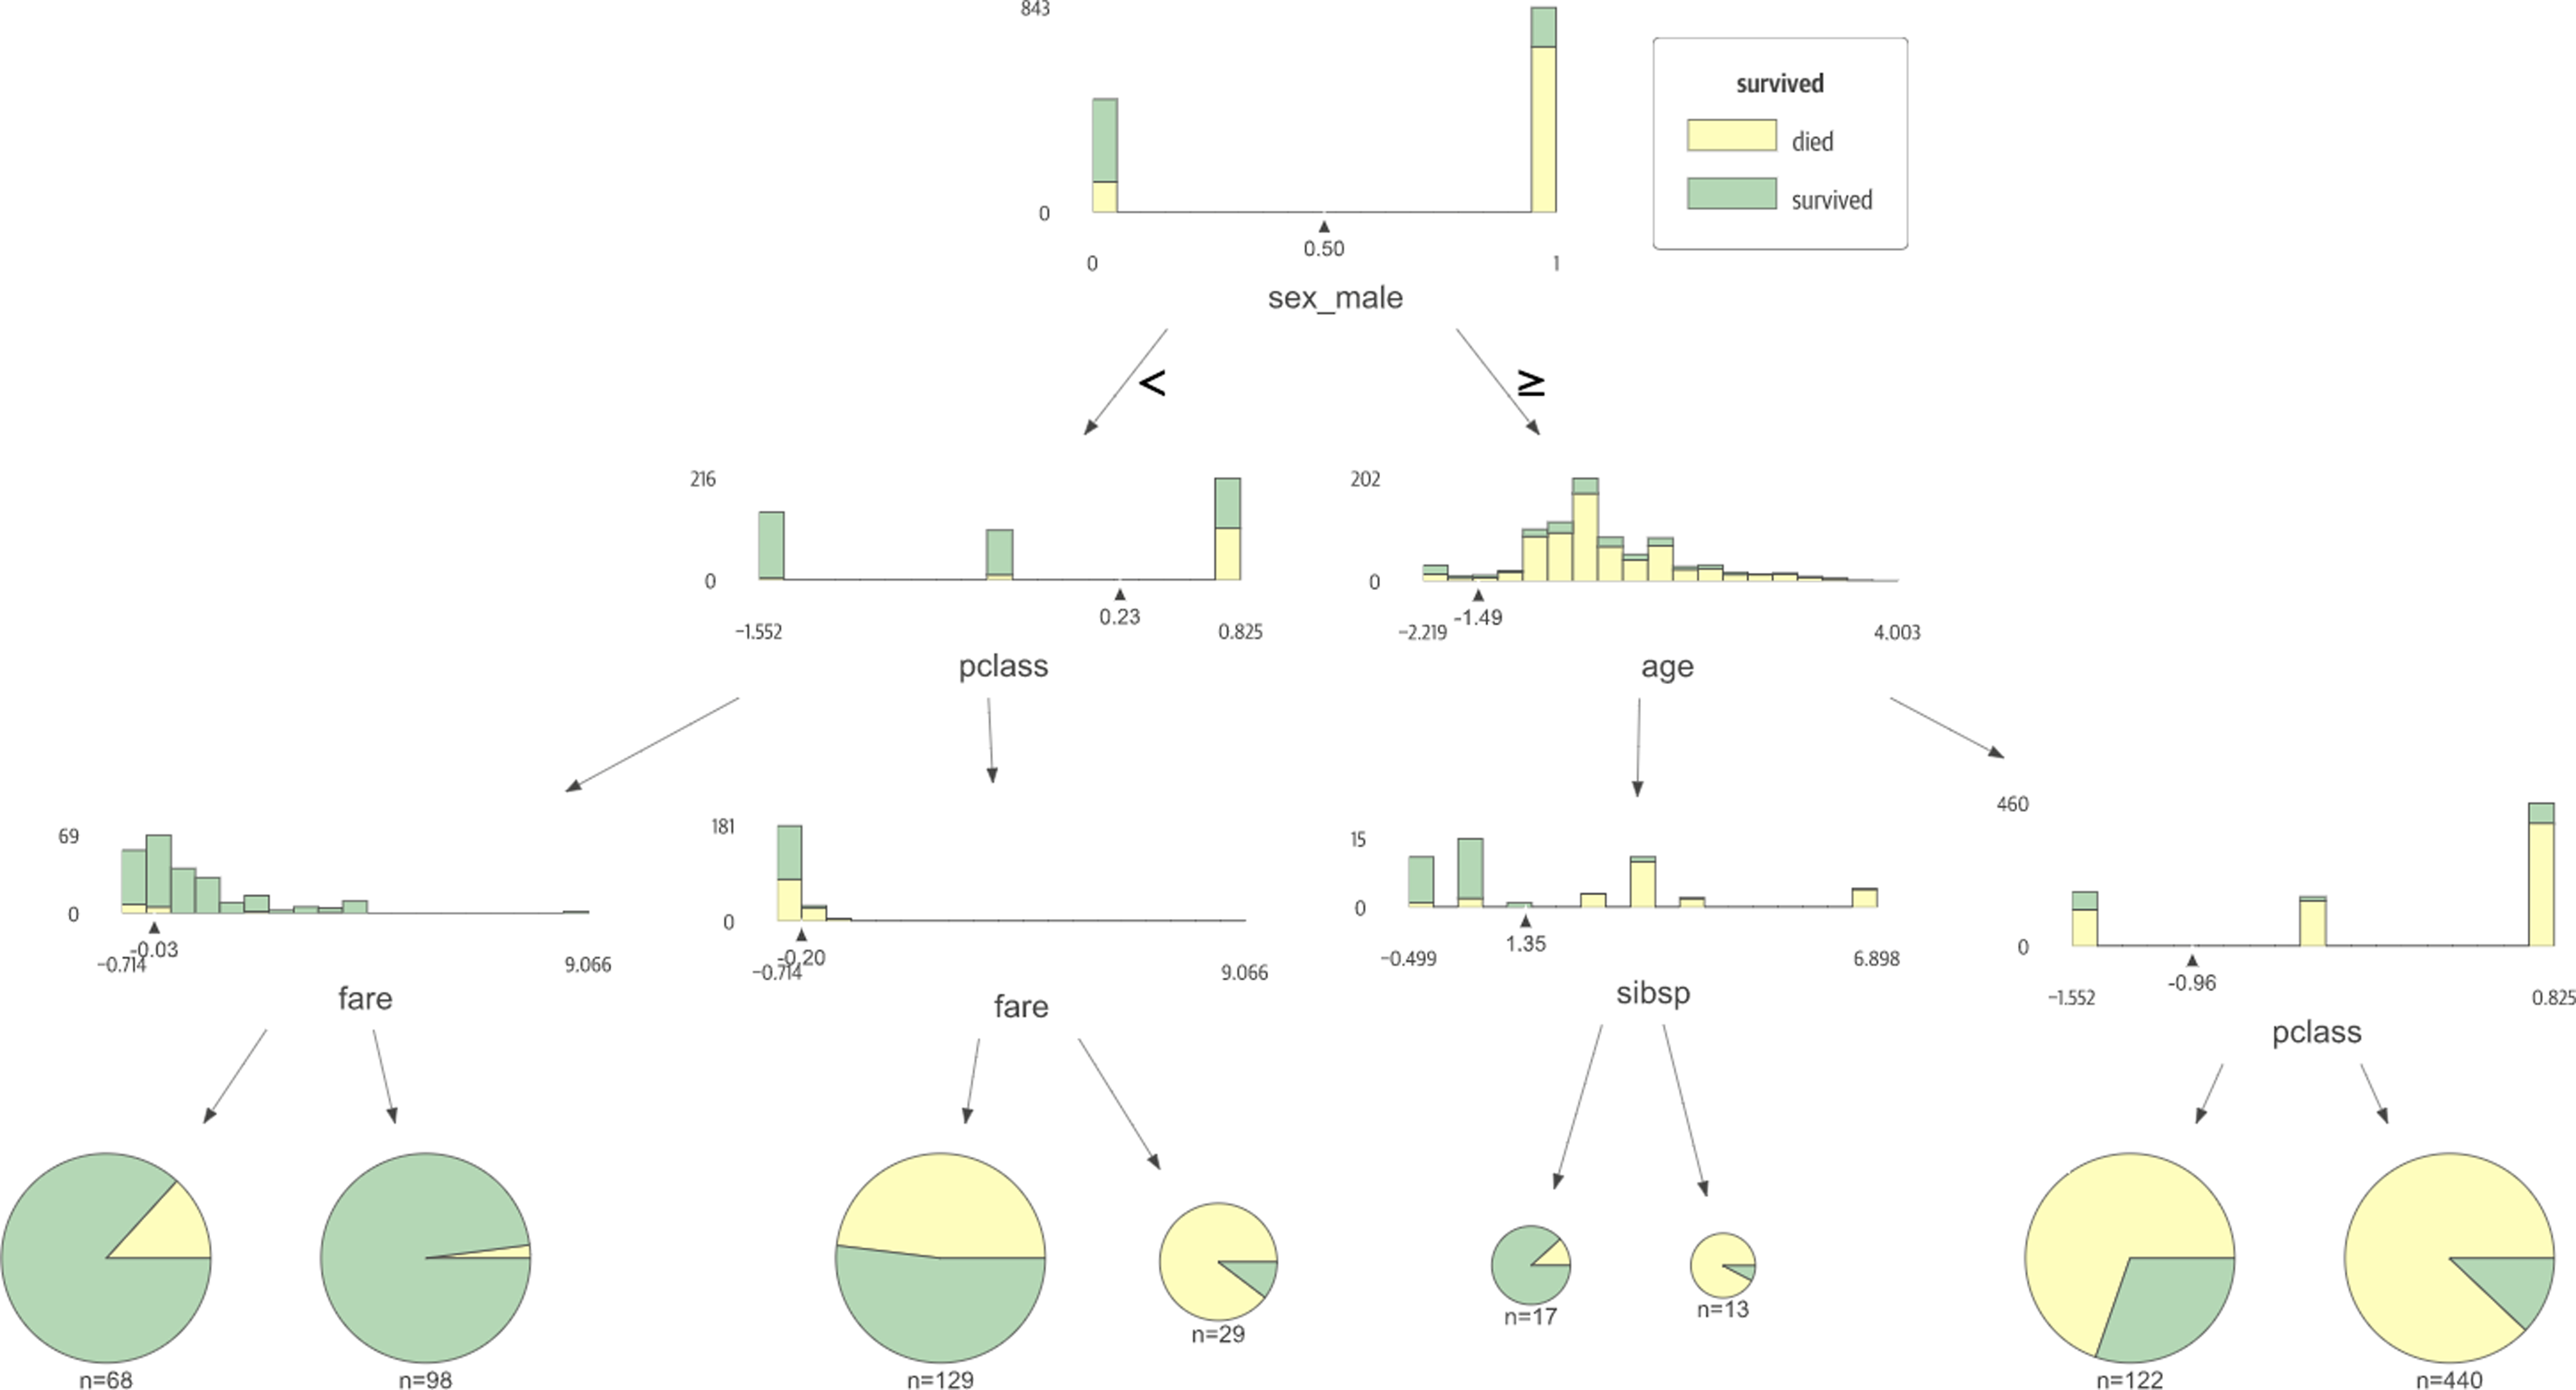 843
0
0.50
0
1
sex_male
survived
died
survived
<
≥
216
0
0.23
−1.552
0.825
pclass
202
0
-1.49
−2.219
4.003
age
69
0
-0.03
−0.714
9.066
fare
181
0
-0.20
−0.714
9.066
fare
15
0
1.35
−0.499
6.898
sibsp
460
0
-0.96
−1.552
0.825
pclass
n=68
n=98
n=129
n=29
n=17
n=13
n=122
n=440